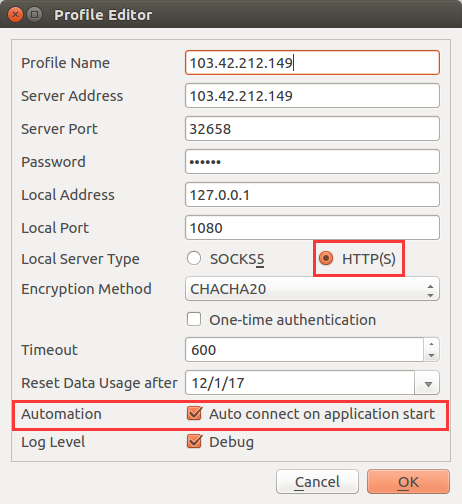 Profile Editor
Profile Name 103.42.212.149
Server Address 103.42.212.149
Server Port 32658
Password ••••••
Local Address 127.0.0.1
Local Port 1080
Local Server Type SOCKS5 HTTP(S)
Encryption Method CHACHA20
One-time authentication
Timeout 600
Reset Data Usage after 12/1/17
Automation Auto connect on application start
Log Level Debug
Cancel OK